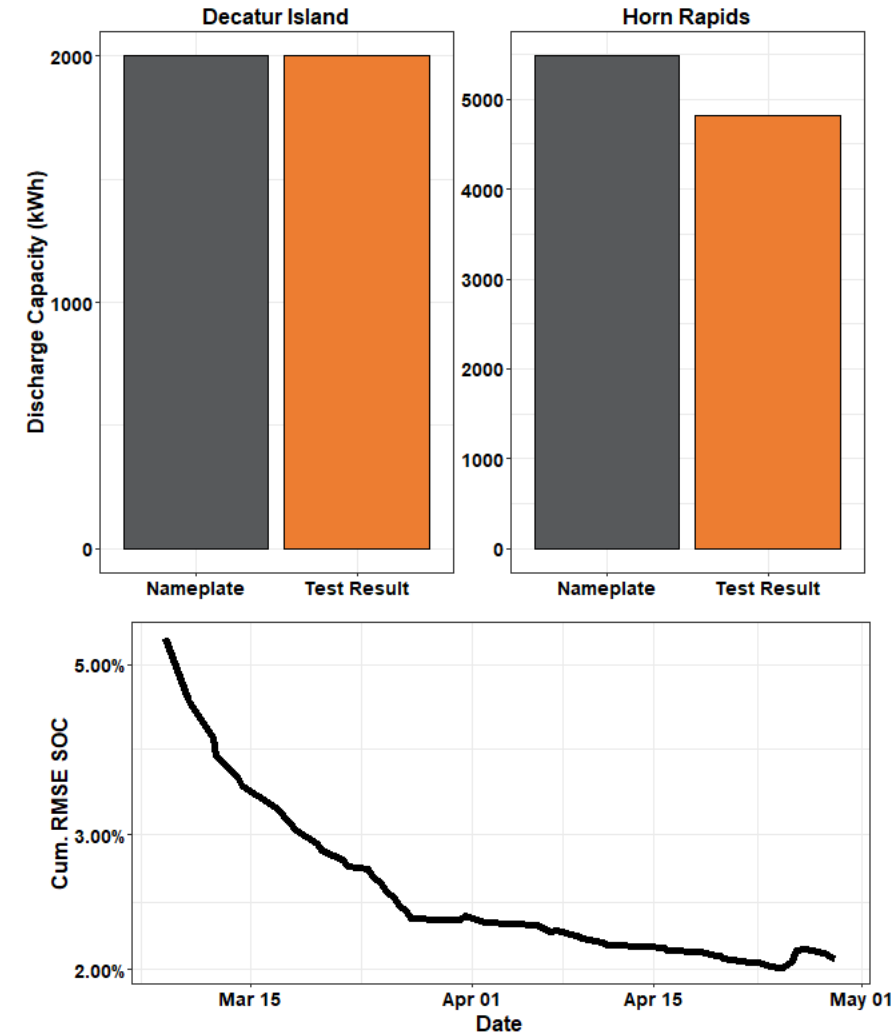 Decatur Island
Horn Rapids
Discharge Capacity (kWh)
2000
1000
0
Nameplate
Test Result
5000
4000
3000
2000
1000
0
Nameplate
Test Result
Cum. RMSE SOC
5.00%
3.00%
2.00%
Mar 15
Apr 01
Apr 15
May 01
Date